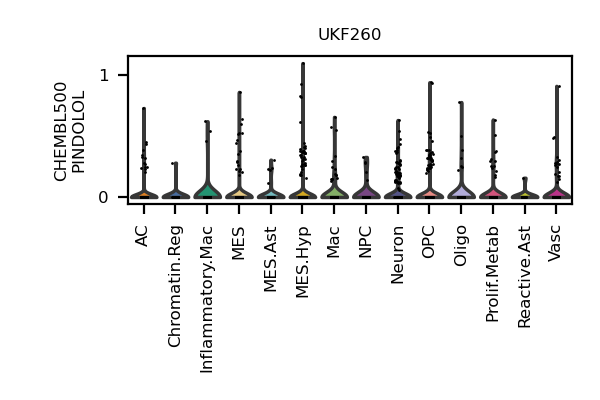 UKF260
CHEMBL500
PINDOLOL
1
0
AC
Chromatin.Reg
Inflammatory.Mac
MES
MES.Ast
MES.Hyp
Mac
NPC
Neuron
OPC
Oligo
Prolif.Metab
Reactive.Ast
Vasc